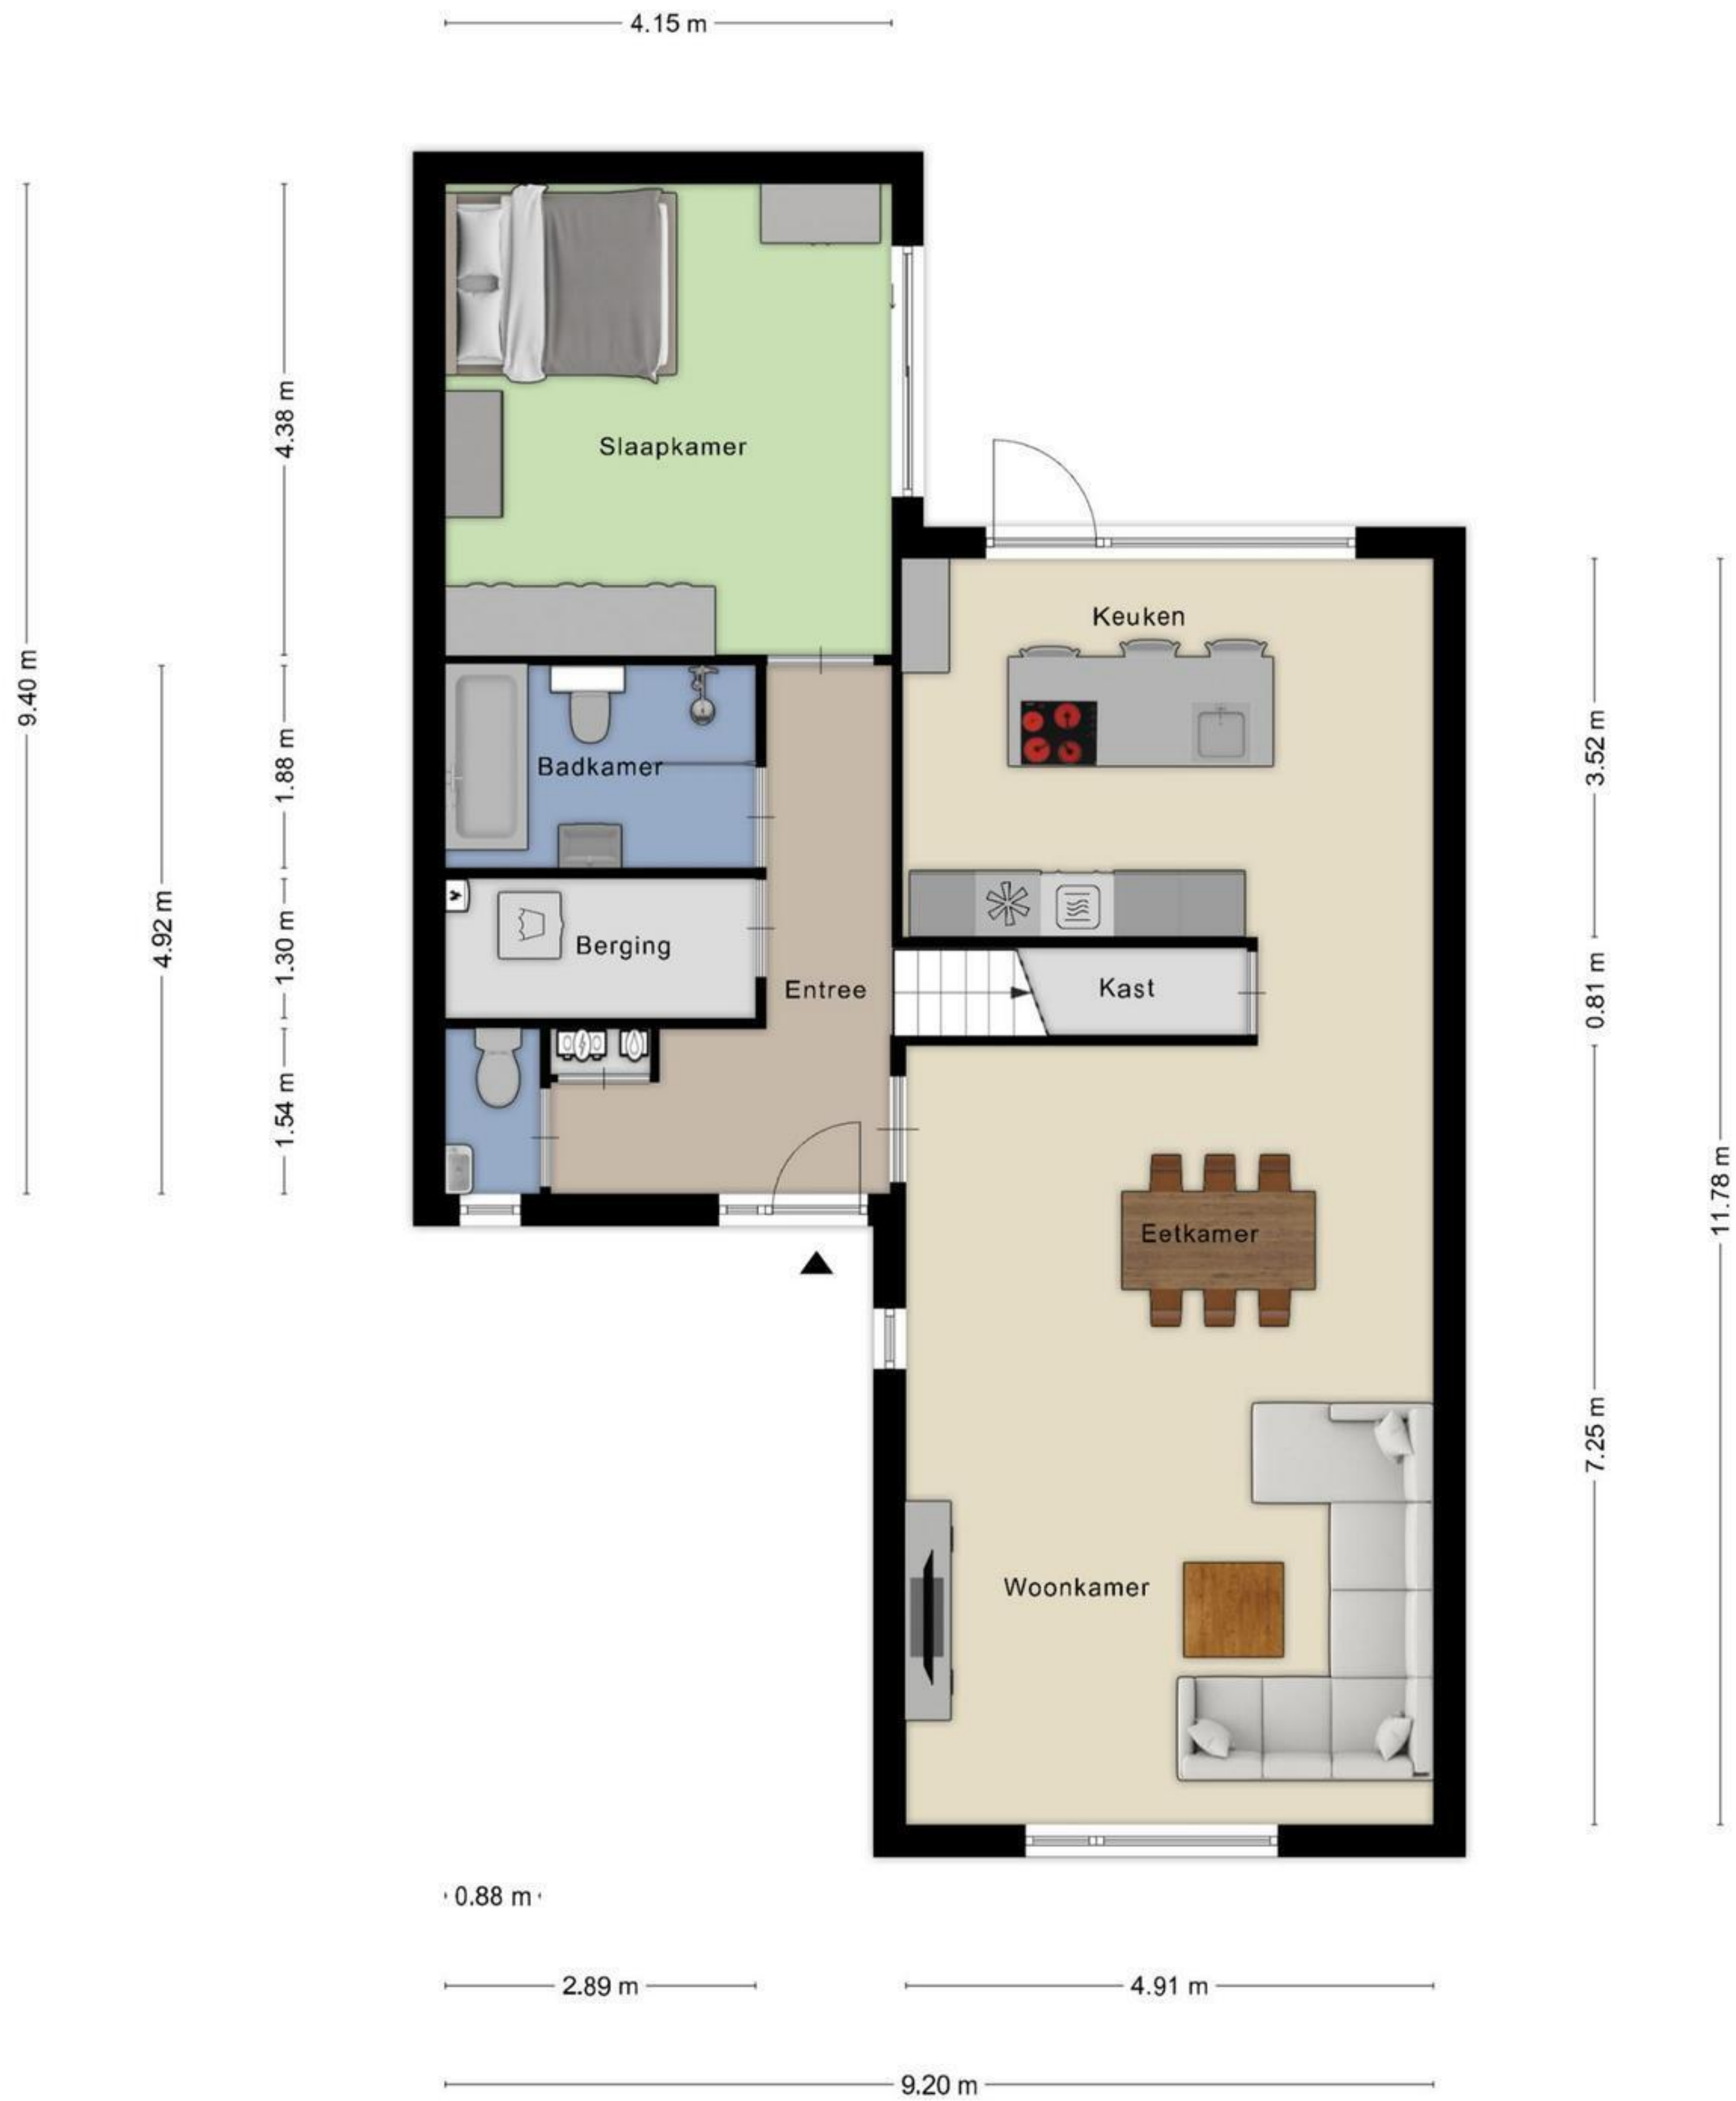 4.15 m
Slaapkamer
4.38 m
Keuken
9.40 m
3.52 m
1.88 m
Badkamer
4.92 m
1.30 m
Berging
Entree
Kast
0.81 m
1.54 m
11.78 m
Eetkamer
7.25 m
Woonkamer
0.88 m
2.89 m
4.91 m
9.20 m